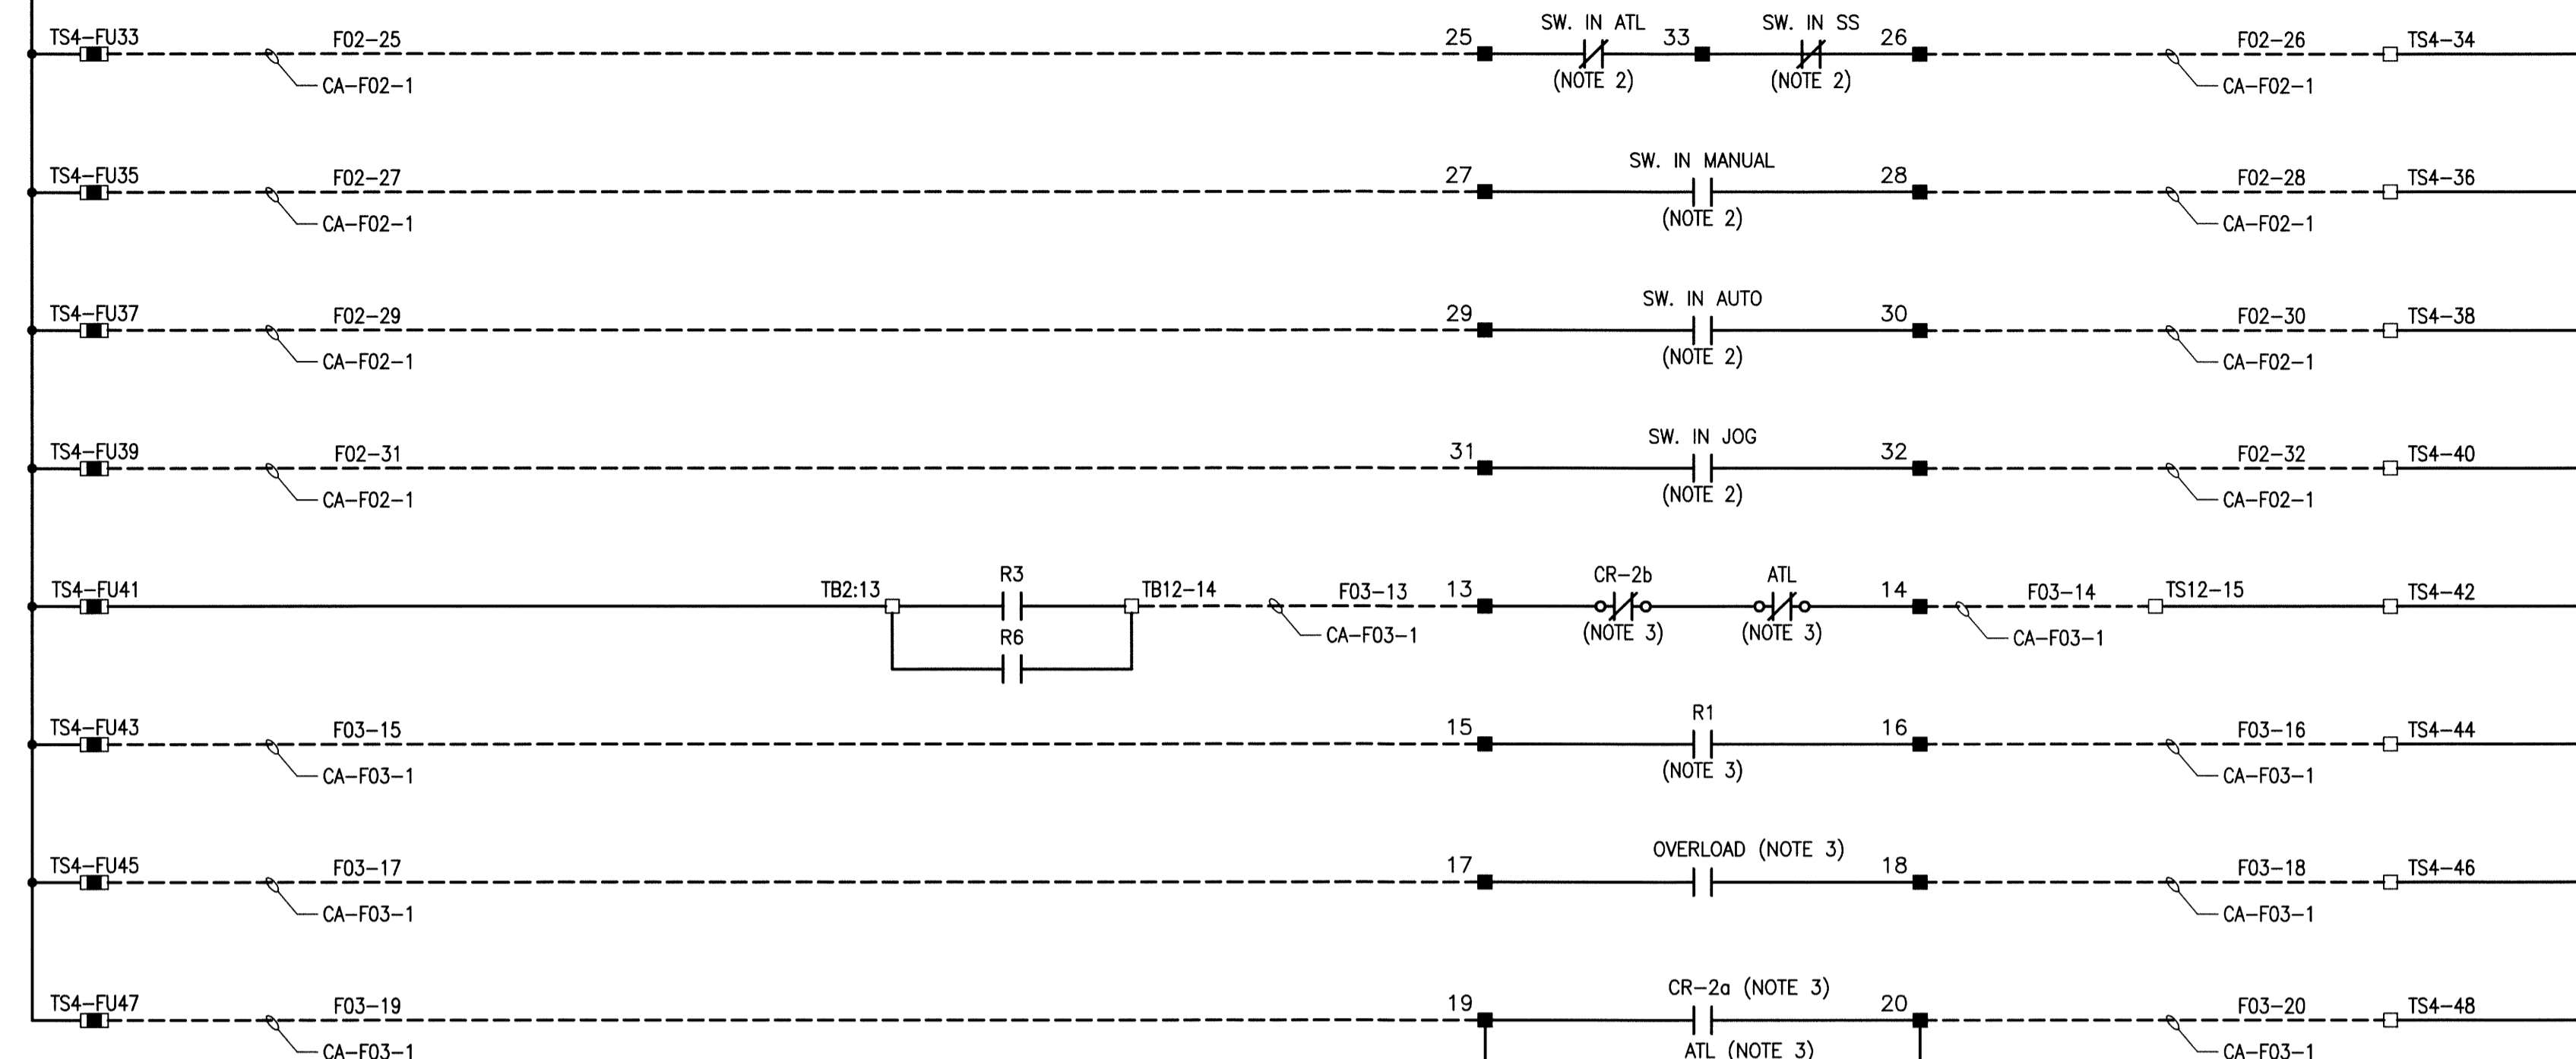 SW. IN ATL SW. IN SS
TS4-FU33 F02-25 25 33 26 F02-26 TS4-34
(NOTE 2) (NOTE 2)
CA-F02-1 CA-F02-1
SW. IN MANUAL
TS4-FU35 F02-27 27 28 F02-28 TS4-36
(NOTE 2)
CA-F02-1 CA-F02-1
SW. IN AUTO
TS4-FU37 F02-29 29 30 F02-30 TS4-38
(NOTE 2)
CA-F02-1 CA-F02-1
SW. IN JOG
TS4-FU39 F02-31 31 32 F02-32 TS4-40
(NOTE 2)
CA-F02-1 CA-F02-1
R3 CR-2b ATL
TS4-FU41 TB2:13 TB12-14 F03-13 13 14 F03-14 TS12-15 TS4-42
R6 CA-F03-1 (NOTE 3) (NOTE 3) CA-F03-1
R1
TS4-FU43 F03-15 15 16 F03-16 TS4-44
(NOTE 3)
CA-F03-1 CA-F03-1
OVERLOAD (NOTE 3)
TS4-FU45 F03-17 17 18 F03-18 TS4-46
CA-F03-1 CA-F03-1
CR-2a (NOTE 3)
TS4-FU47 F03-19 19 20 F03-20 TS4-48
CA-F03-1 ATL (NOTE 3) CA-F03-1